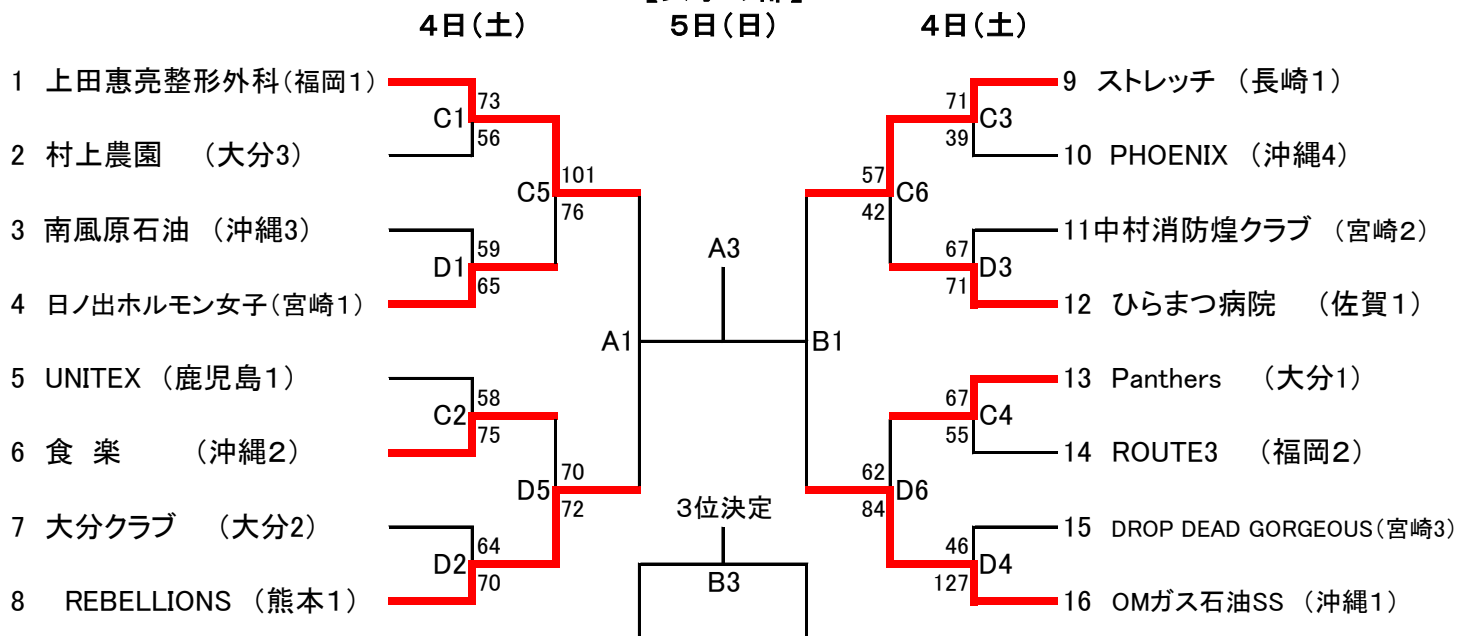 4日(土) 5日(日) 4日(土)
1 上田惠亮整形外科(福岡1)
2 村上農園 (大分3)
3 南風原石油 (沖縄3)
4 日ノ出ホルモン女子(宮崎1)
5 UNITEX (鹿児島1)
6 食 楽 (沖縄2)
7 大分クラブ (大分2)
8 REBELLIONS (熊本1)
C1 73 56
D1 59 65
C2 58 75
D2 64 70
C5 101 76
D5 70 72
A1
A3
B1
3位決定
B3
57 42 C6
62 84 D6
71 39 C3
67 71 D3
67 55 C4
46 127 D4
9 ストレッチ (長崎1)
10 PHOENIX (沖縄4)
11中村消防煌クラブ (宮崎2)
12 ひらまつ病院 (佐賀1)
13 Panthers (大分1)
14 ROUTE3 (福岡2)
15 DROP DEAD GORGEOUS(宮崎3)
16 OMガス石油SS (沖縄1)